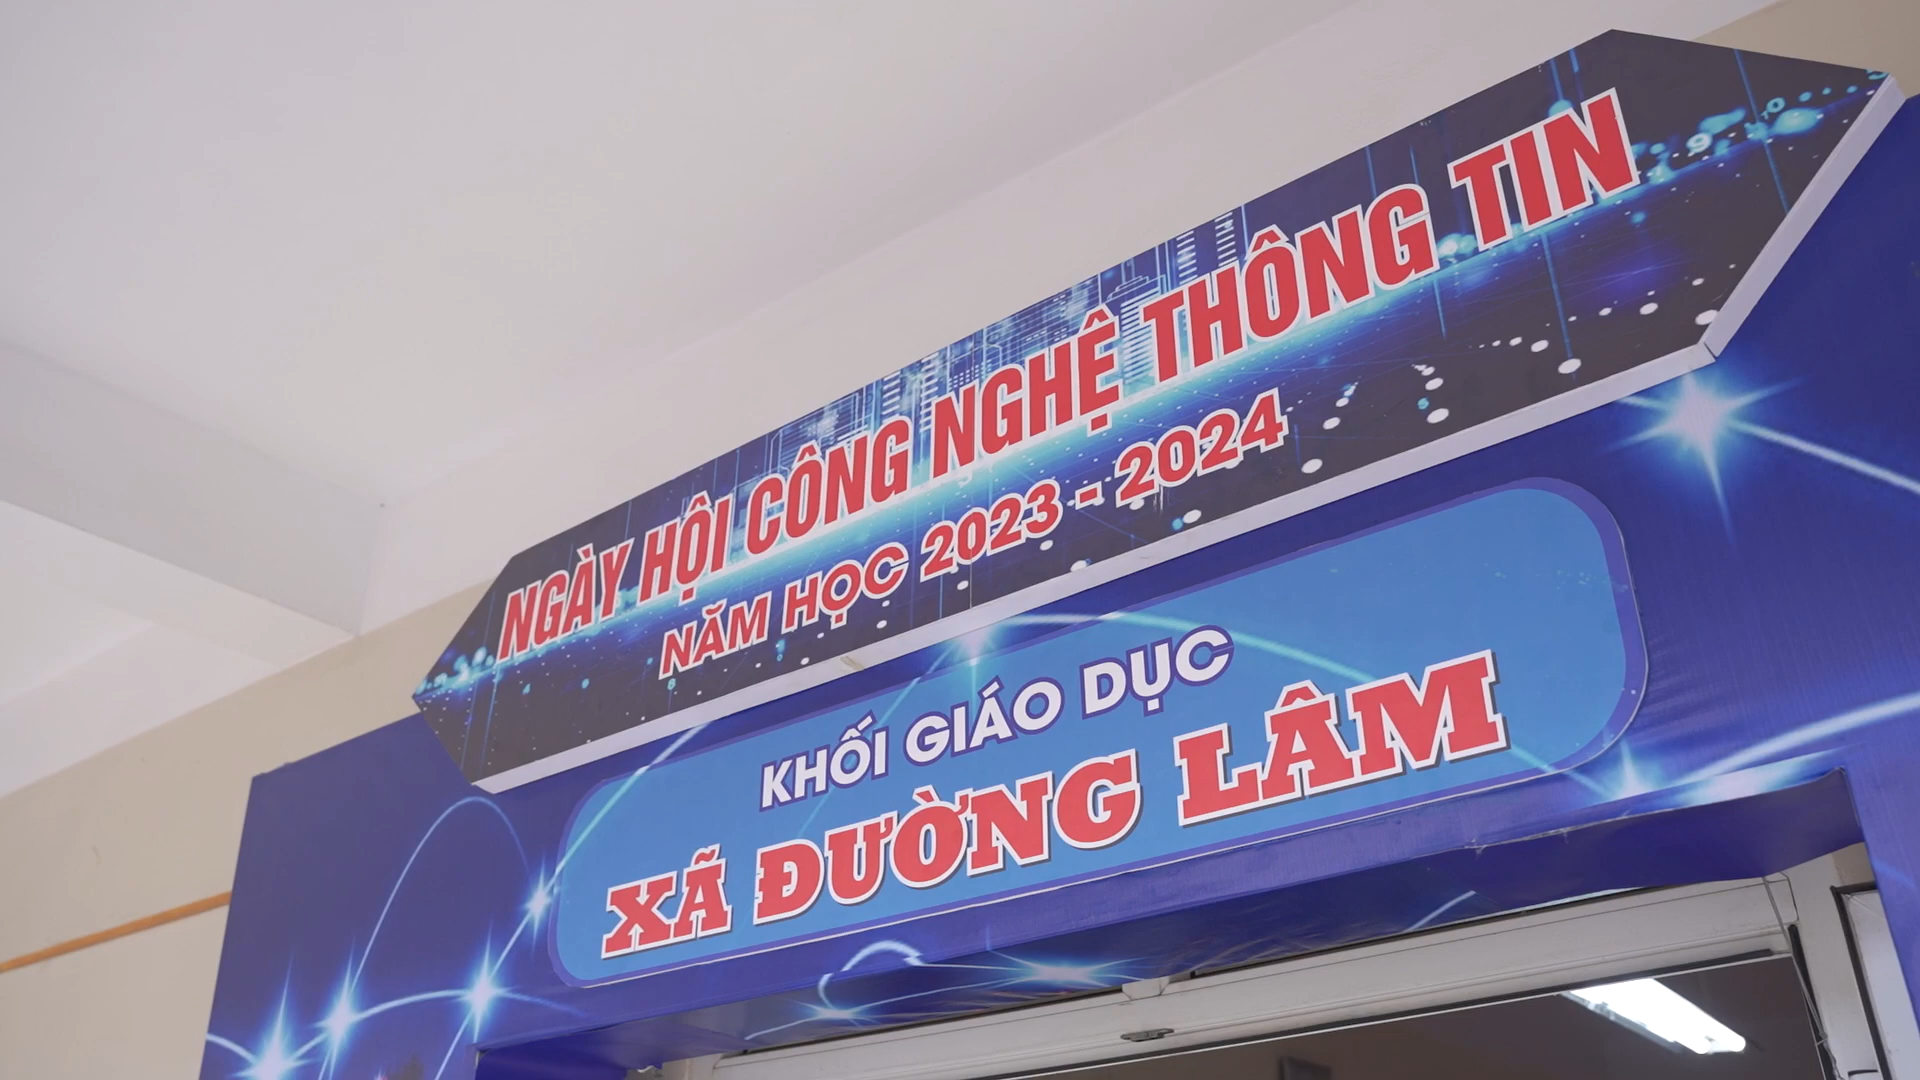 NGÀY HỘI CÔNG NGHỆ THÔNG TIN
NĂM HỌC 2023 - 2024
KHỐI GIÁO DỤC
XÃ ĐƯỜNG LÂM